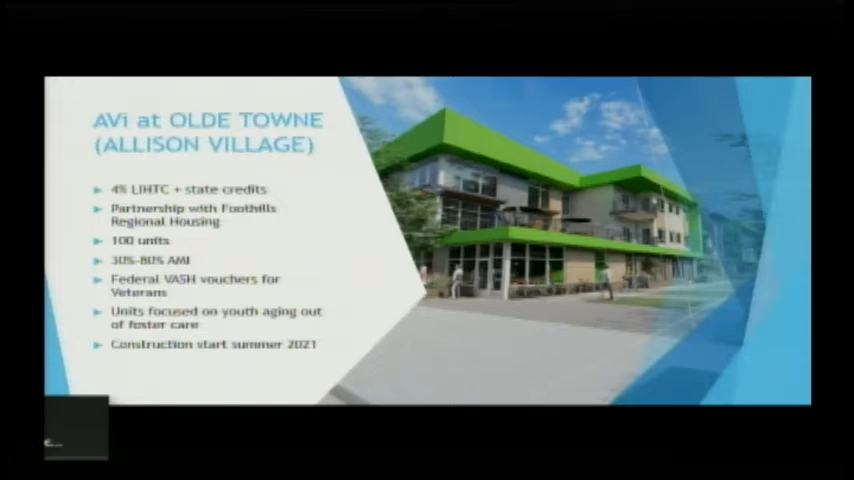 AVi at OLDE TOWNE
(ALLISON VILLAGE)
4% LIHTC + state credits
Partnership with Foothills
Regional Housing
100 units
30%-80% AMI
Federal VASH vouchers for
Veterans
Units focused on youth aging out
of foster care
Construction start summer 2021